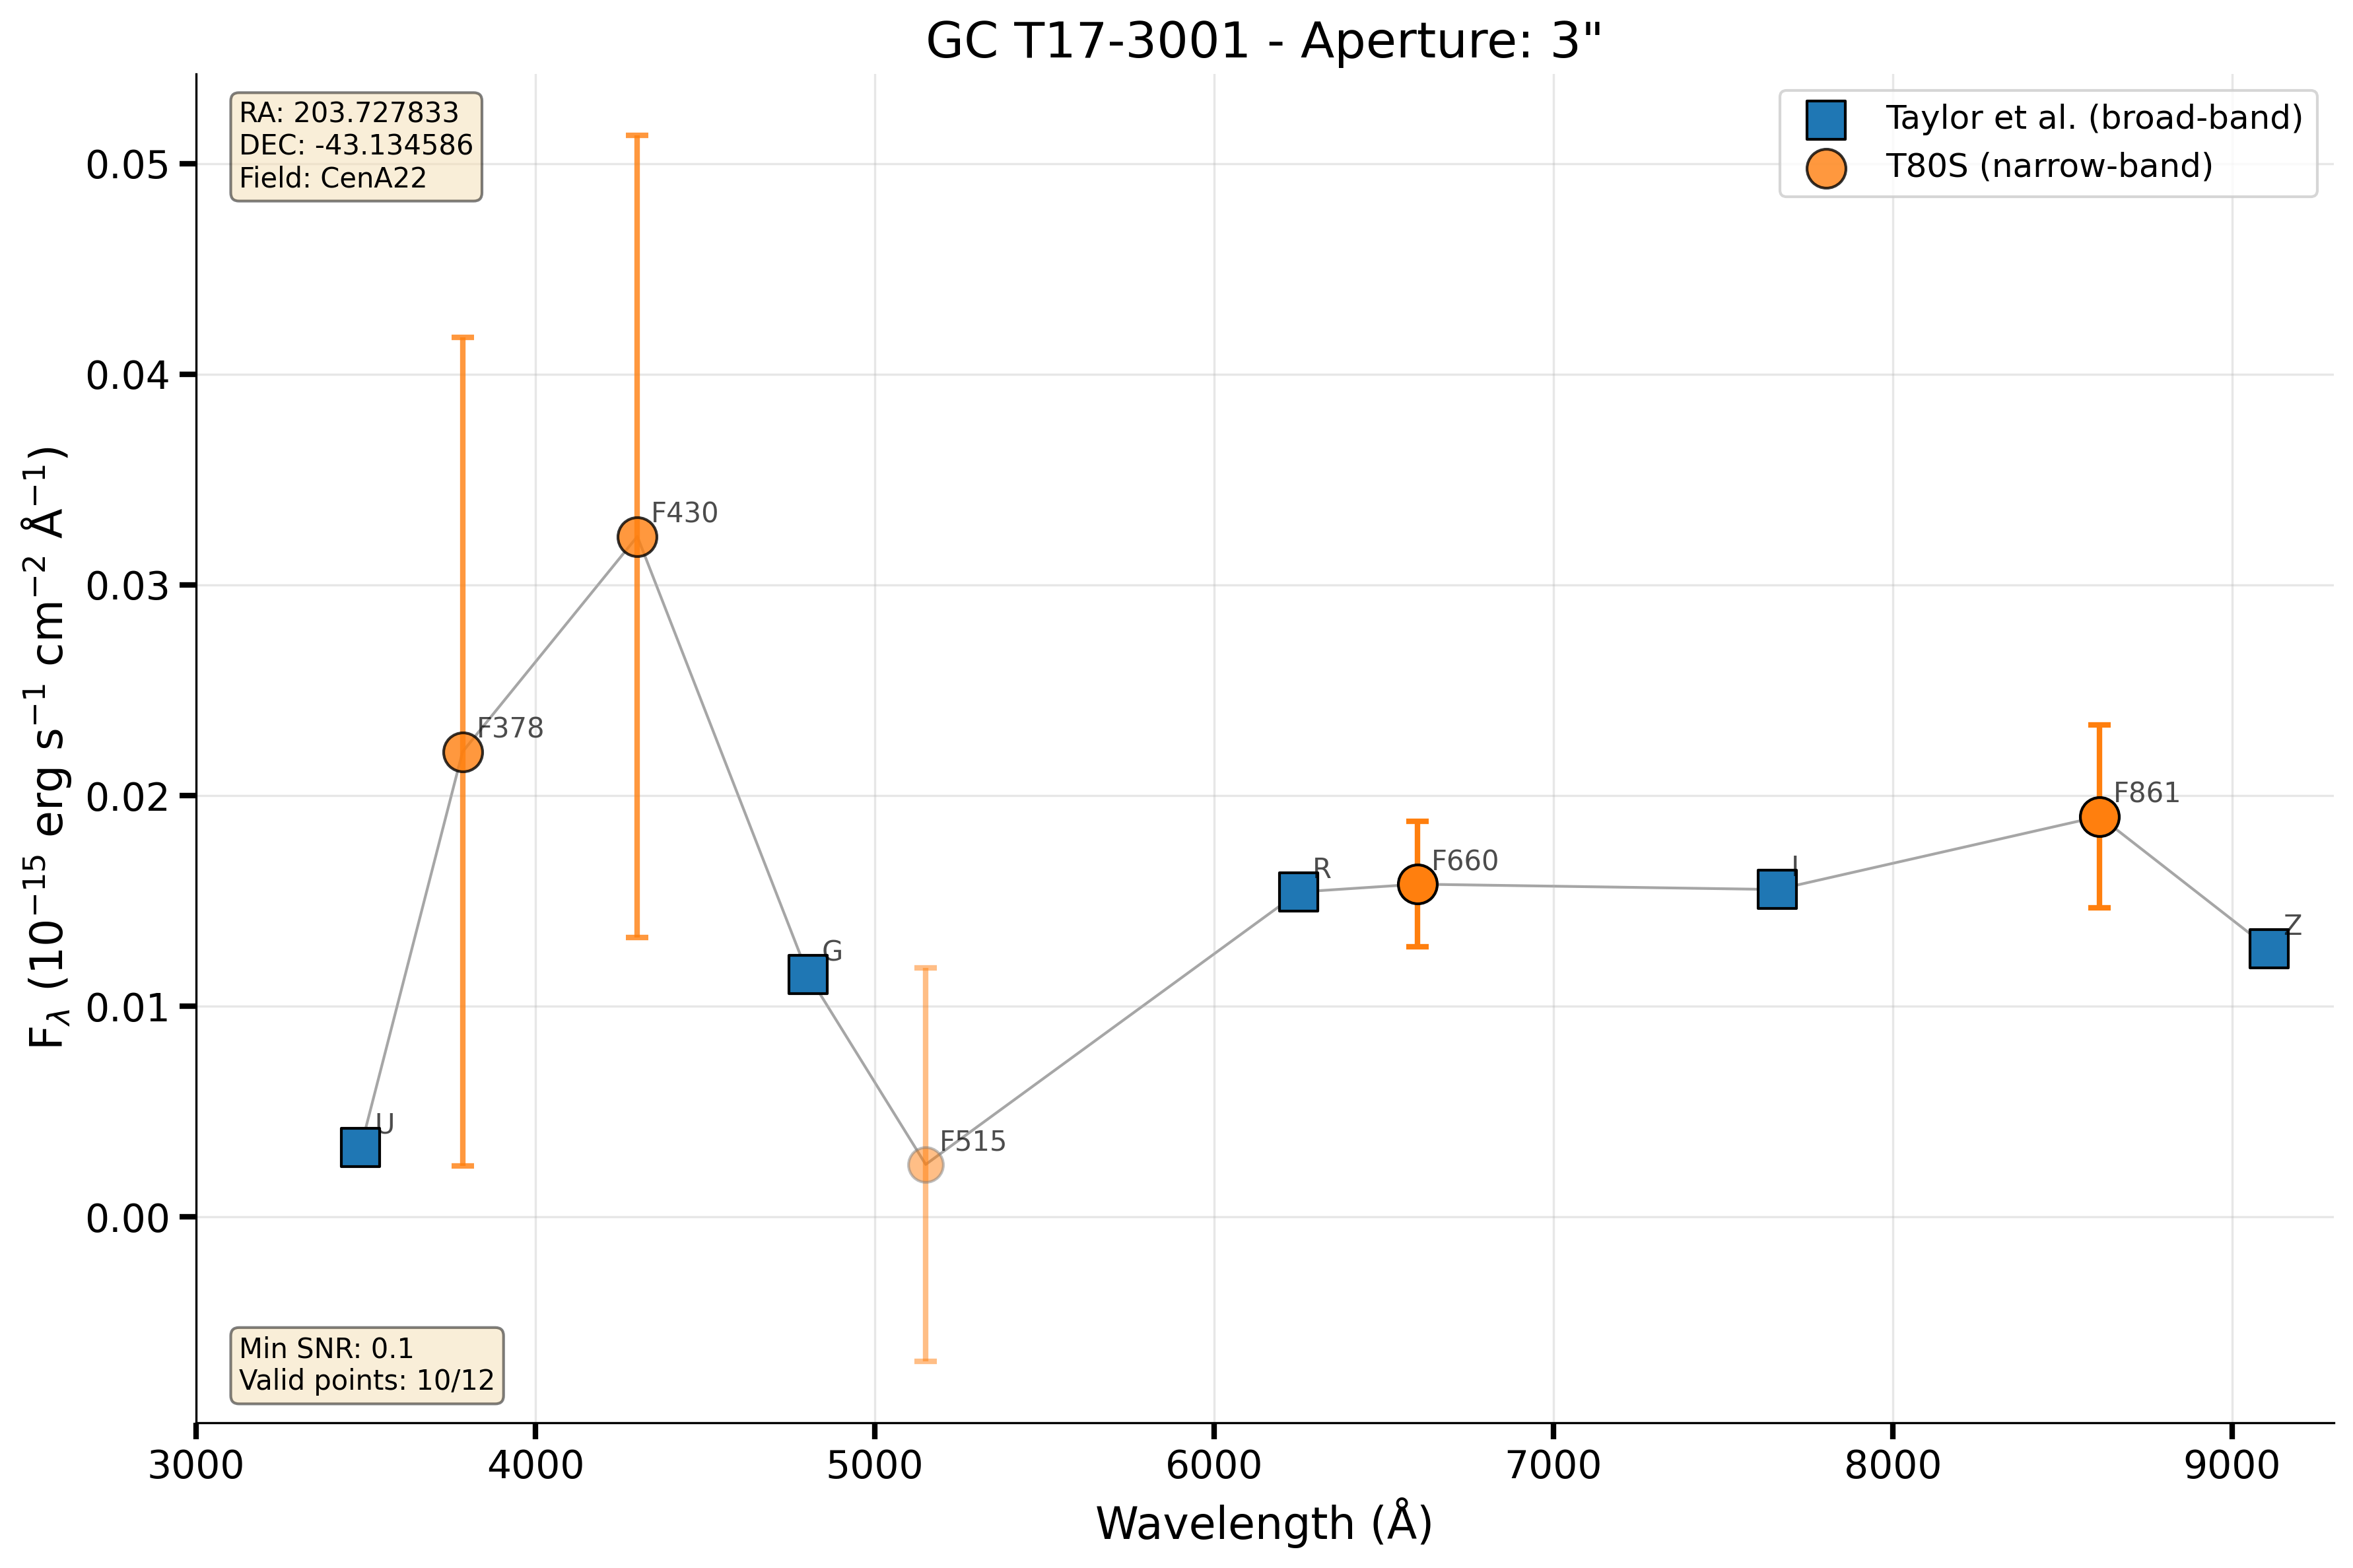 GC T17-3001 - Aperture: 3"
RA: 203.727833
DEC: -43.134586
Field: CenA22
Taylor et al. (broad-band)
T80S (narrow-band)
0.05
0.04
0.03
0.02
0.01
0.00
F$_λ$ (10$^{−15}$ erg s$^{−1}$ cm$^{−2}$ Å$^{−1}$)
U
F378
F430
G
F515
R
F660
I
F861
Z
Min SNR: 0.1
Valid points: 10/12
3000 4000 5000 6000 7000 8000 9000
Wavelength (Å)